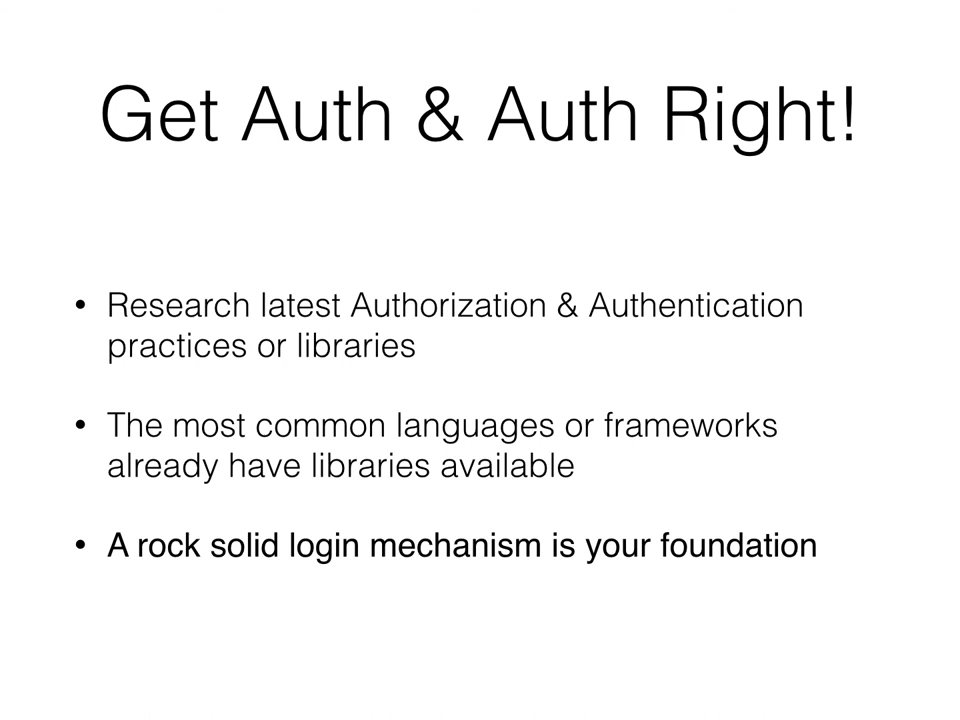 Get Auth & Auth Right!
• Research latest Authorization & Authentication
practices or libraries
• The most common languages or frameworks
already have libraries available
• A rock solid login mechanism is your foundation